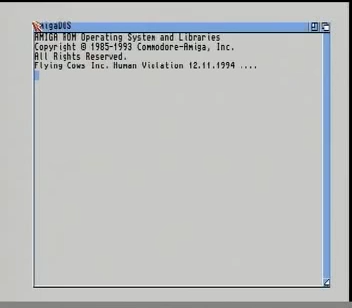 AmigaDOS
AMIGA ROM Operating System and Libraries
Copyright © 1985-1993 Commodore-Amiga, Inc.
All Rights Reserved.
Flying Cows Inc. Human Violation 12.11.1994 ....